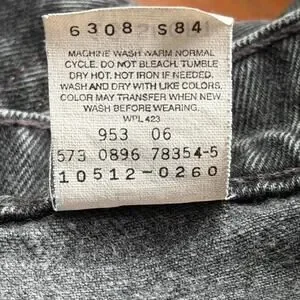 6308 S84
MACHINE WASH WARM NORMAL
CYCLE. DO NOT BLEACH. TUMBLE
DRY HOT. HOT IRON IF NEEDED.
WASH AND DRY WITH LIKE COLORS.
COLOR MAY TRANSFER WHEN NEW
WASH BEFORE WEARING.
WPL 423
953 06
573 0896 78354-5
10512-0260